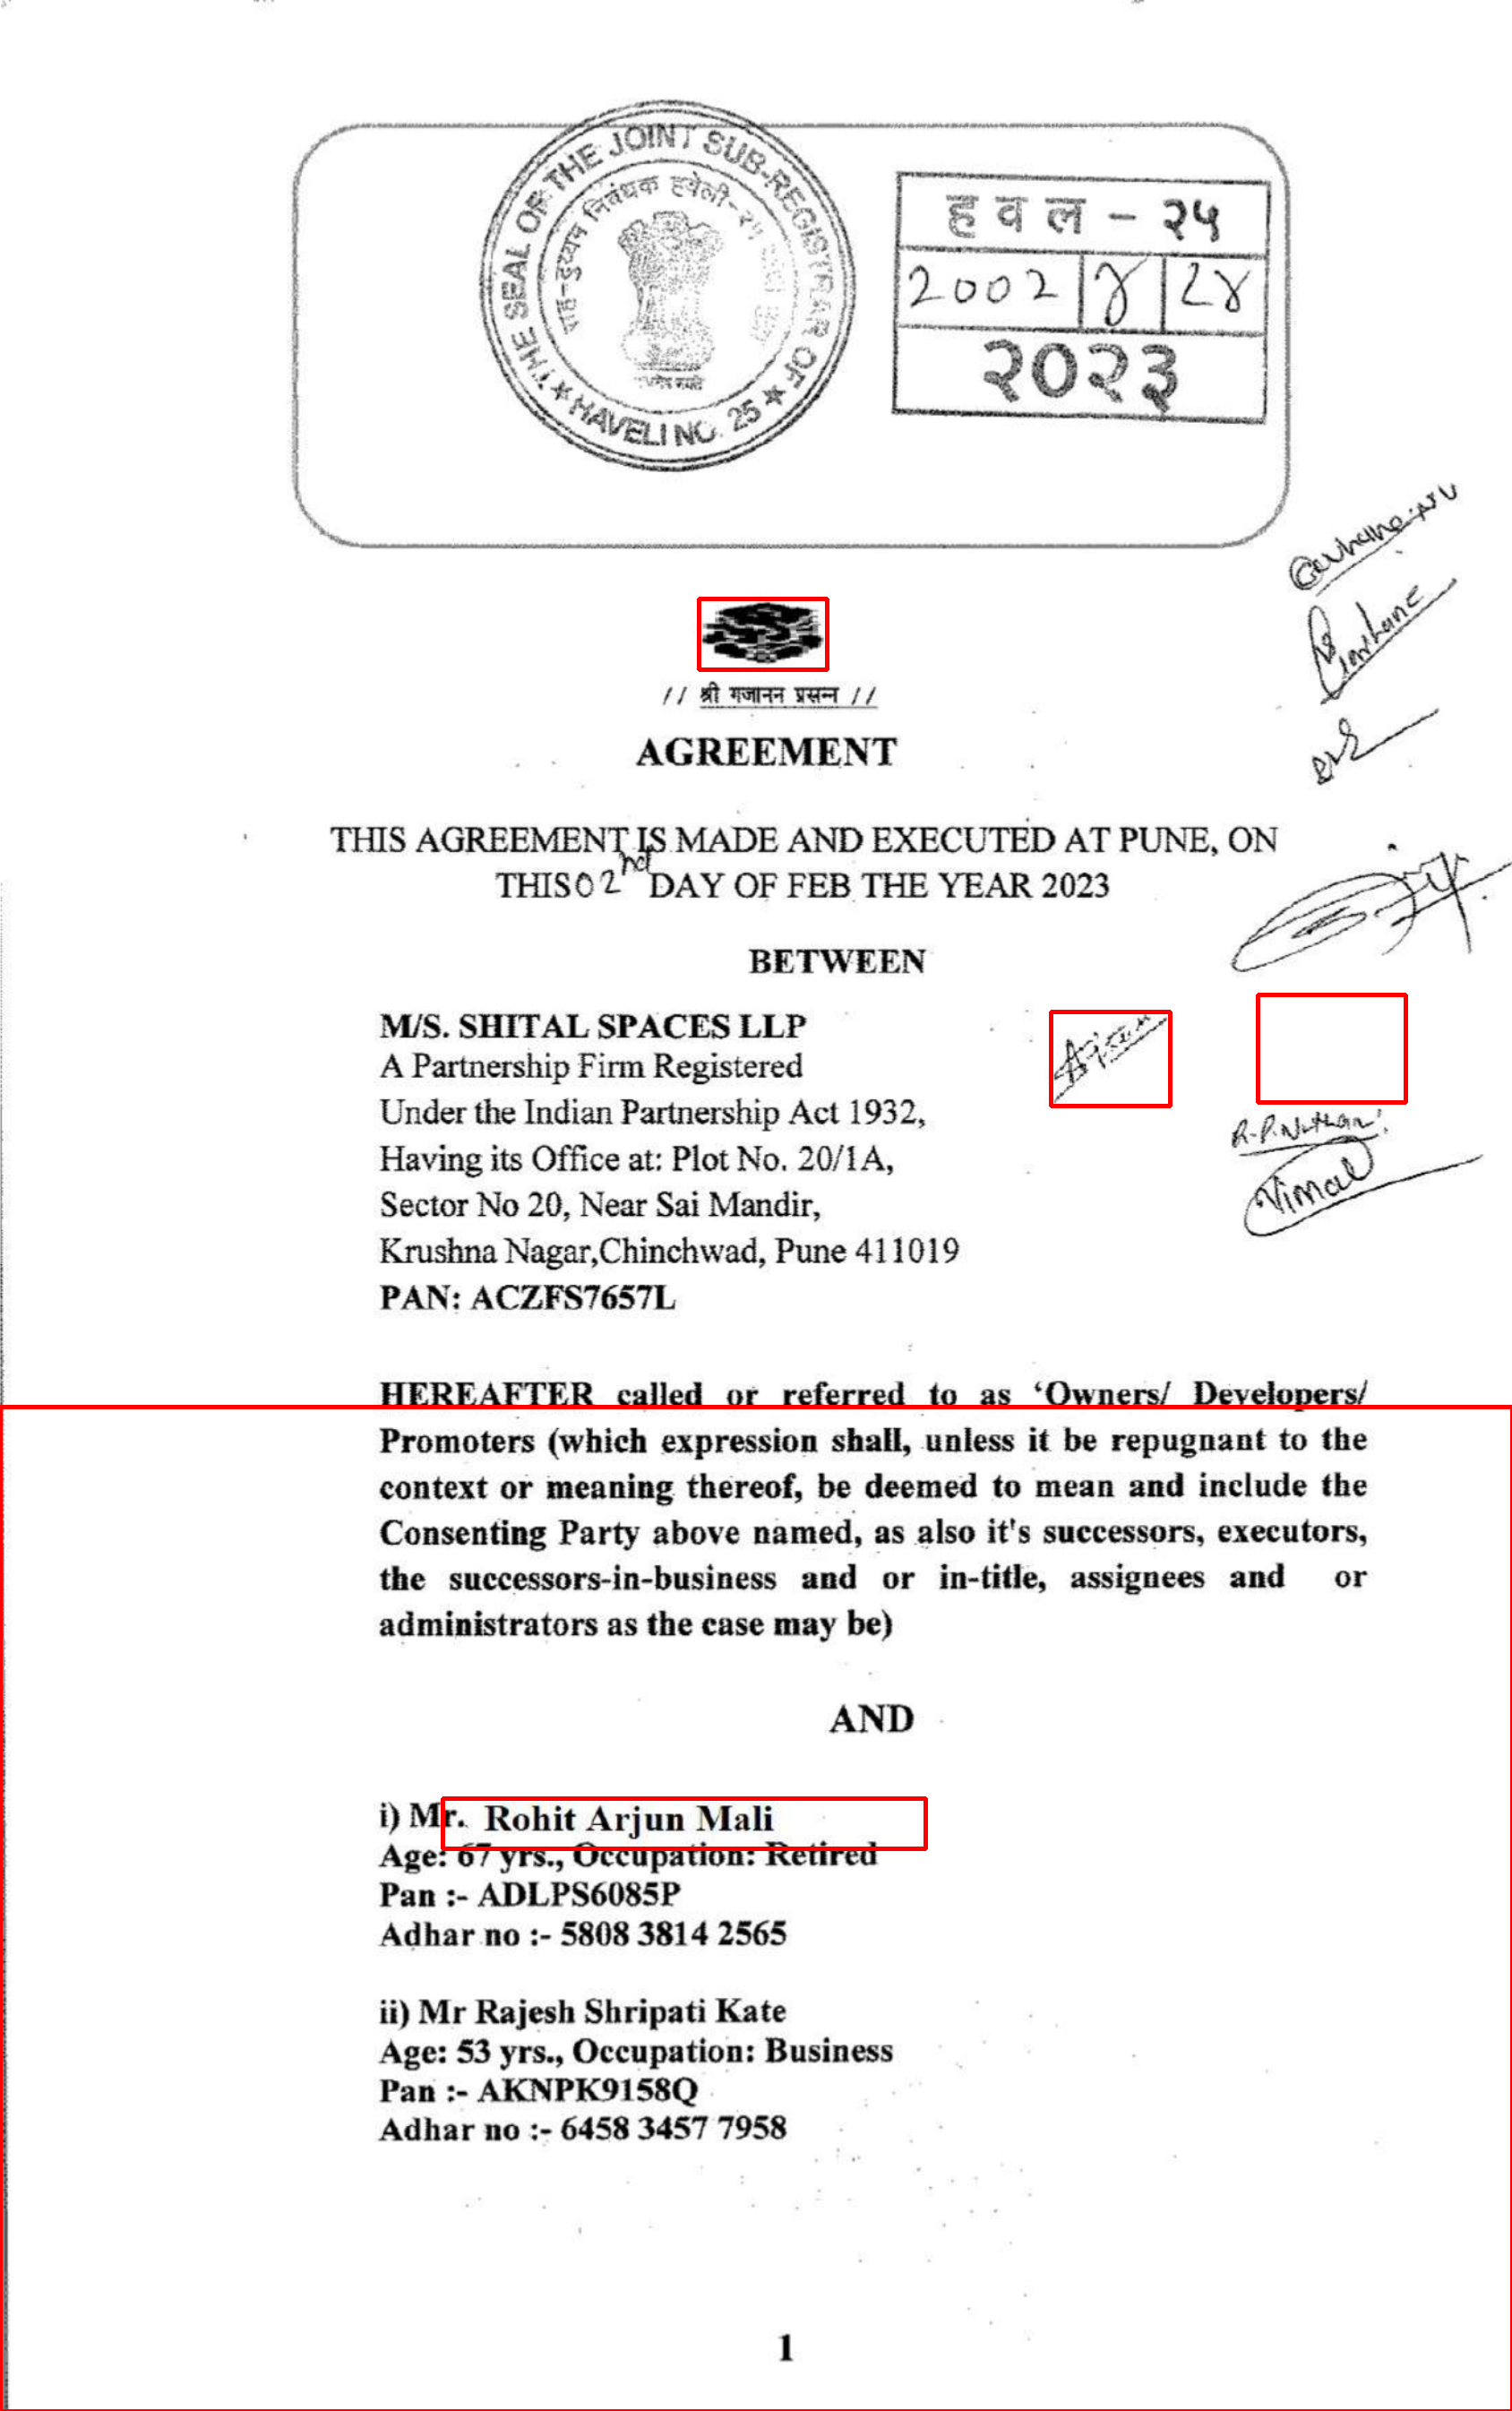 THE SEAL OF THE JOINT SUB-REGISTRAR OF
★ HAVELI NO. 25 ★
सह-दुय्यम निबंधक हवेली-२५
ह व ल - २५
2002 | ४ | ८४
२०२३
// श्री गजानन प्रसन्न //
AGREEMENT
THIS AGREEMENT IS MADE AND EXECUTED AT PUNE, ON
THIS 02nd DAY OF FEB THE YEAR 2023
BETWEEN
M/S. SHITAL SPACES LLP
A Partnership Firm Registered
Under the Indian Partnership Act 1932,
Having its Office at: Plot No. 20/1A,
Sector No 20, Near Sai Mandir,
Krushna Nagar,Chinchwad, Pune 411019
PAN: ACZFS7657L
R.P. Nathan
Vimal
HEREAFTER called or referred to as ‘Owners/ Developers/
Promoters (which expression shall, unless it be repugnant to the
context or meaning thereof, be deemed to mean and include the
Consenting Party above named, as also it's successors, executors,
the successors-in-business and or in-title, assignees and or
administrators as the case may be)
AND
i) Mr. Rohit Arjun Mali
Age: 67 yrs., Occupation: Retired
Pan :- ADLPS6085P
Adhar no :- 5808 3814 2565
ii) Mr Rajesh Shripati Kate
Age: 53 yrs., Occupation: Business
Pan :- AKNPK9158Q
Adhar no :- 6458 3457 7958
1